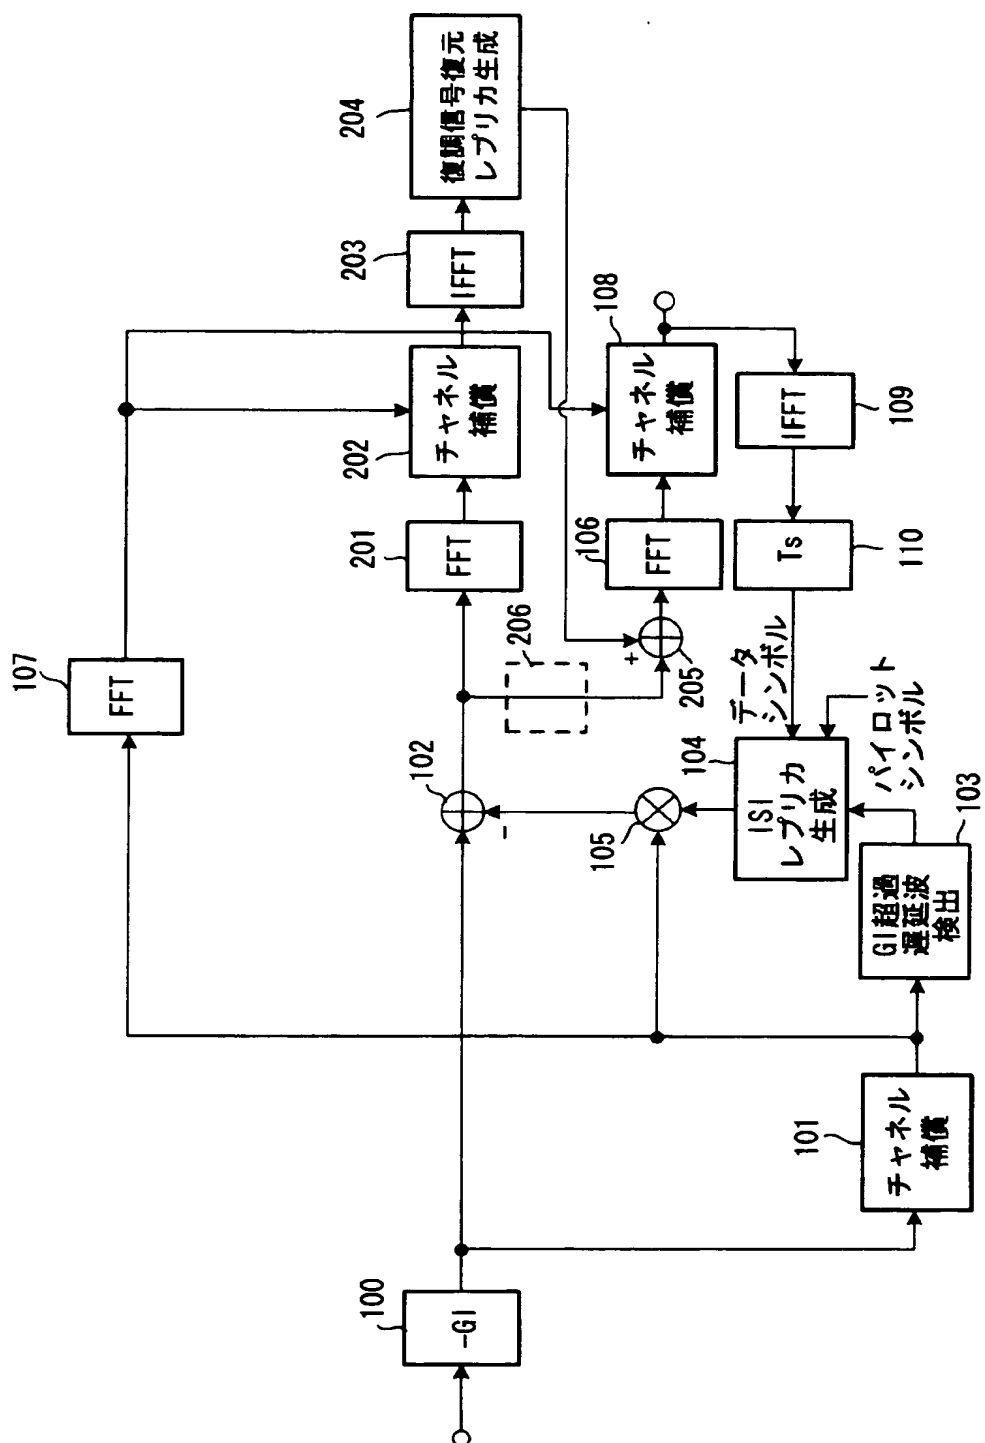 100
-GI
101
チャネル
補償
102
-
103
GI超過
遅延波
検出
104
ISI
レプリカ
生成
105
データ
シンボル
パイロット
シンボル
107
FFT
201
FFT
202
チャネル
補償
203
IFFT
204
復調信号復元
レプリカ生成
205
+
206
106
FFT
108
チャネル
補償
109
IFFT
110
Ts